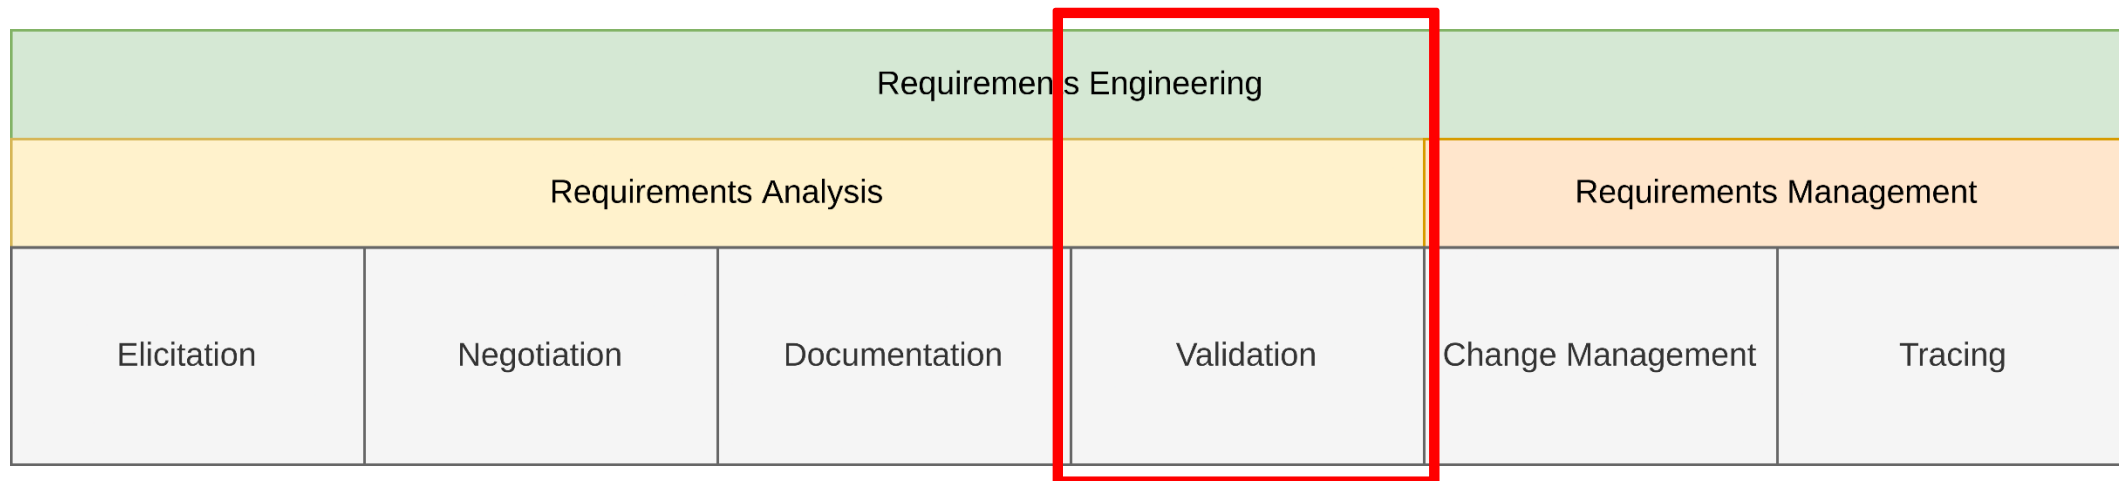 Requirements Engineering
Requirements Analysis
Requirements Management
Elicitation
Negotiation
Documentation
Validation
Change Management
Tracing